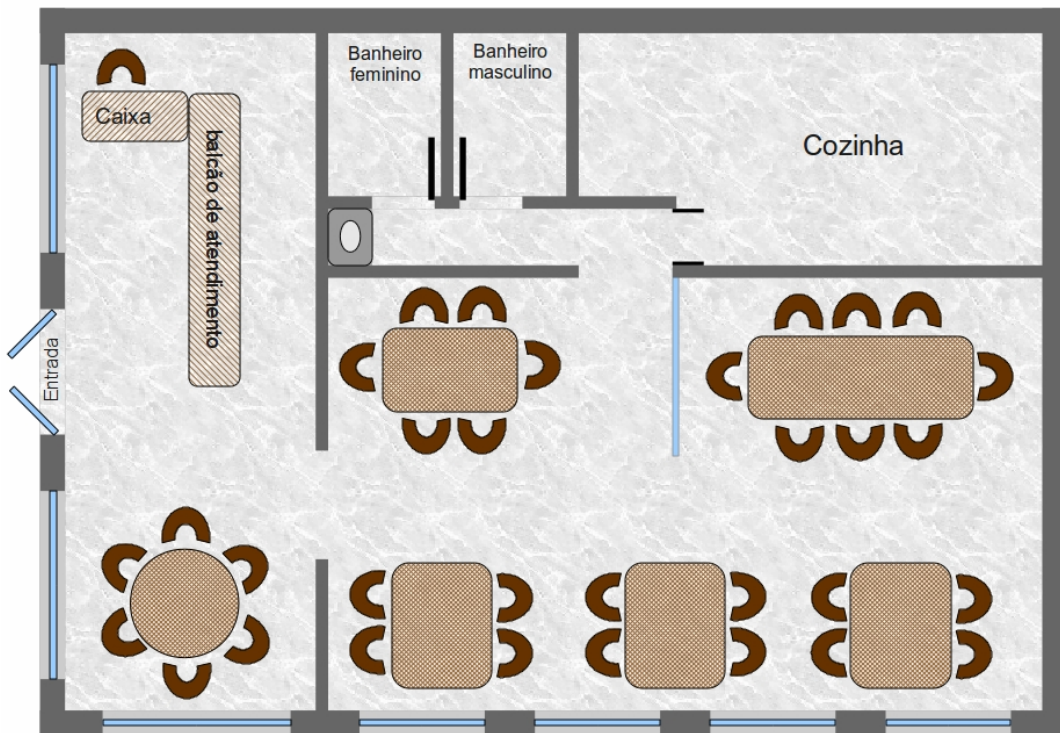 Banheiro
feminino
Banheiro
masculino
Cozinha
Caixa
balcão de atendimento
Entrada